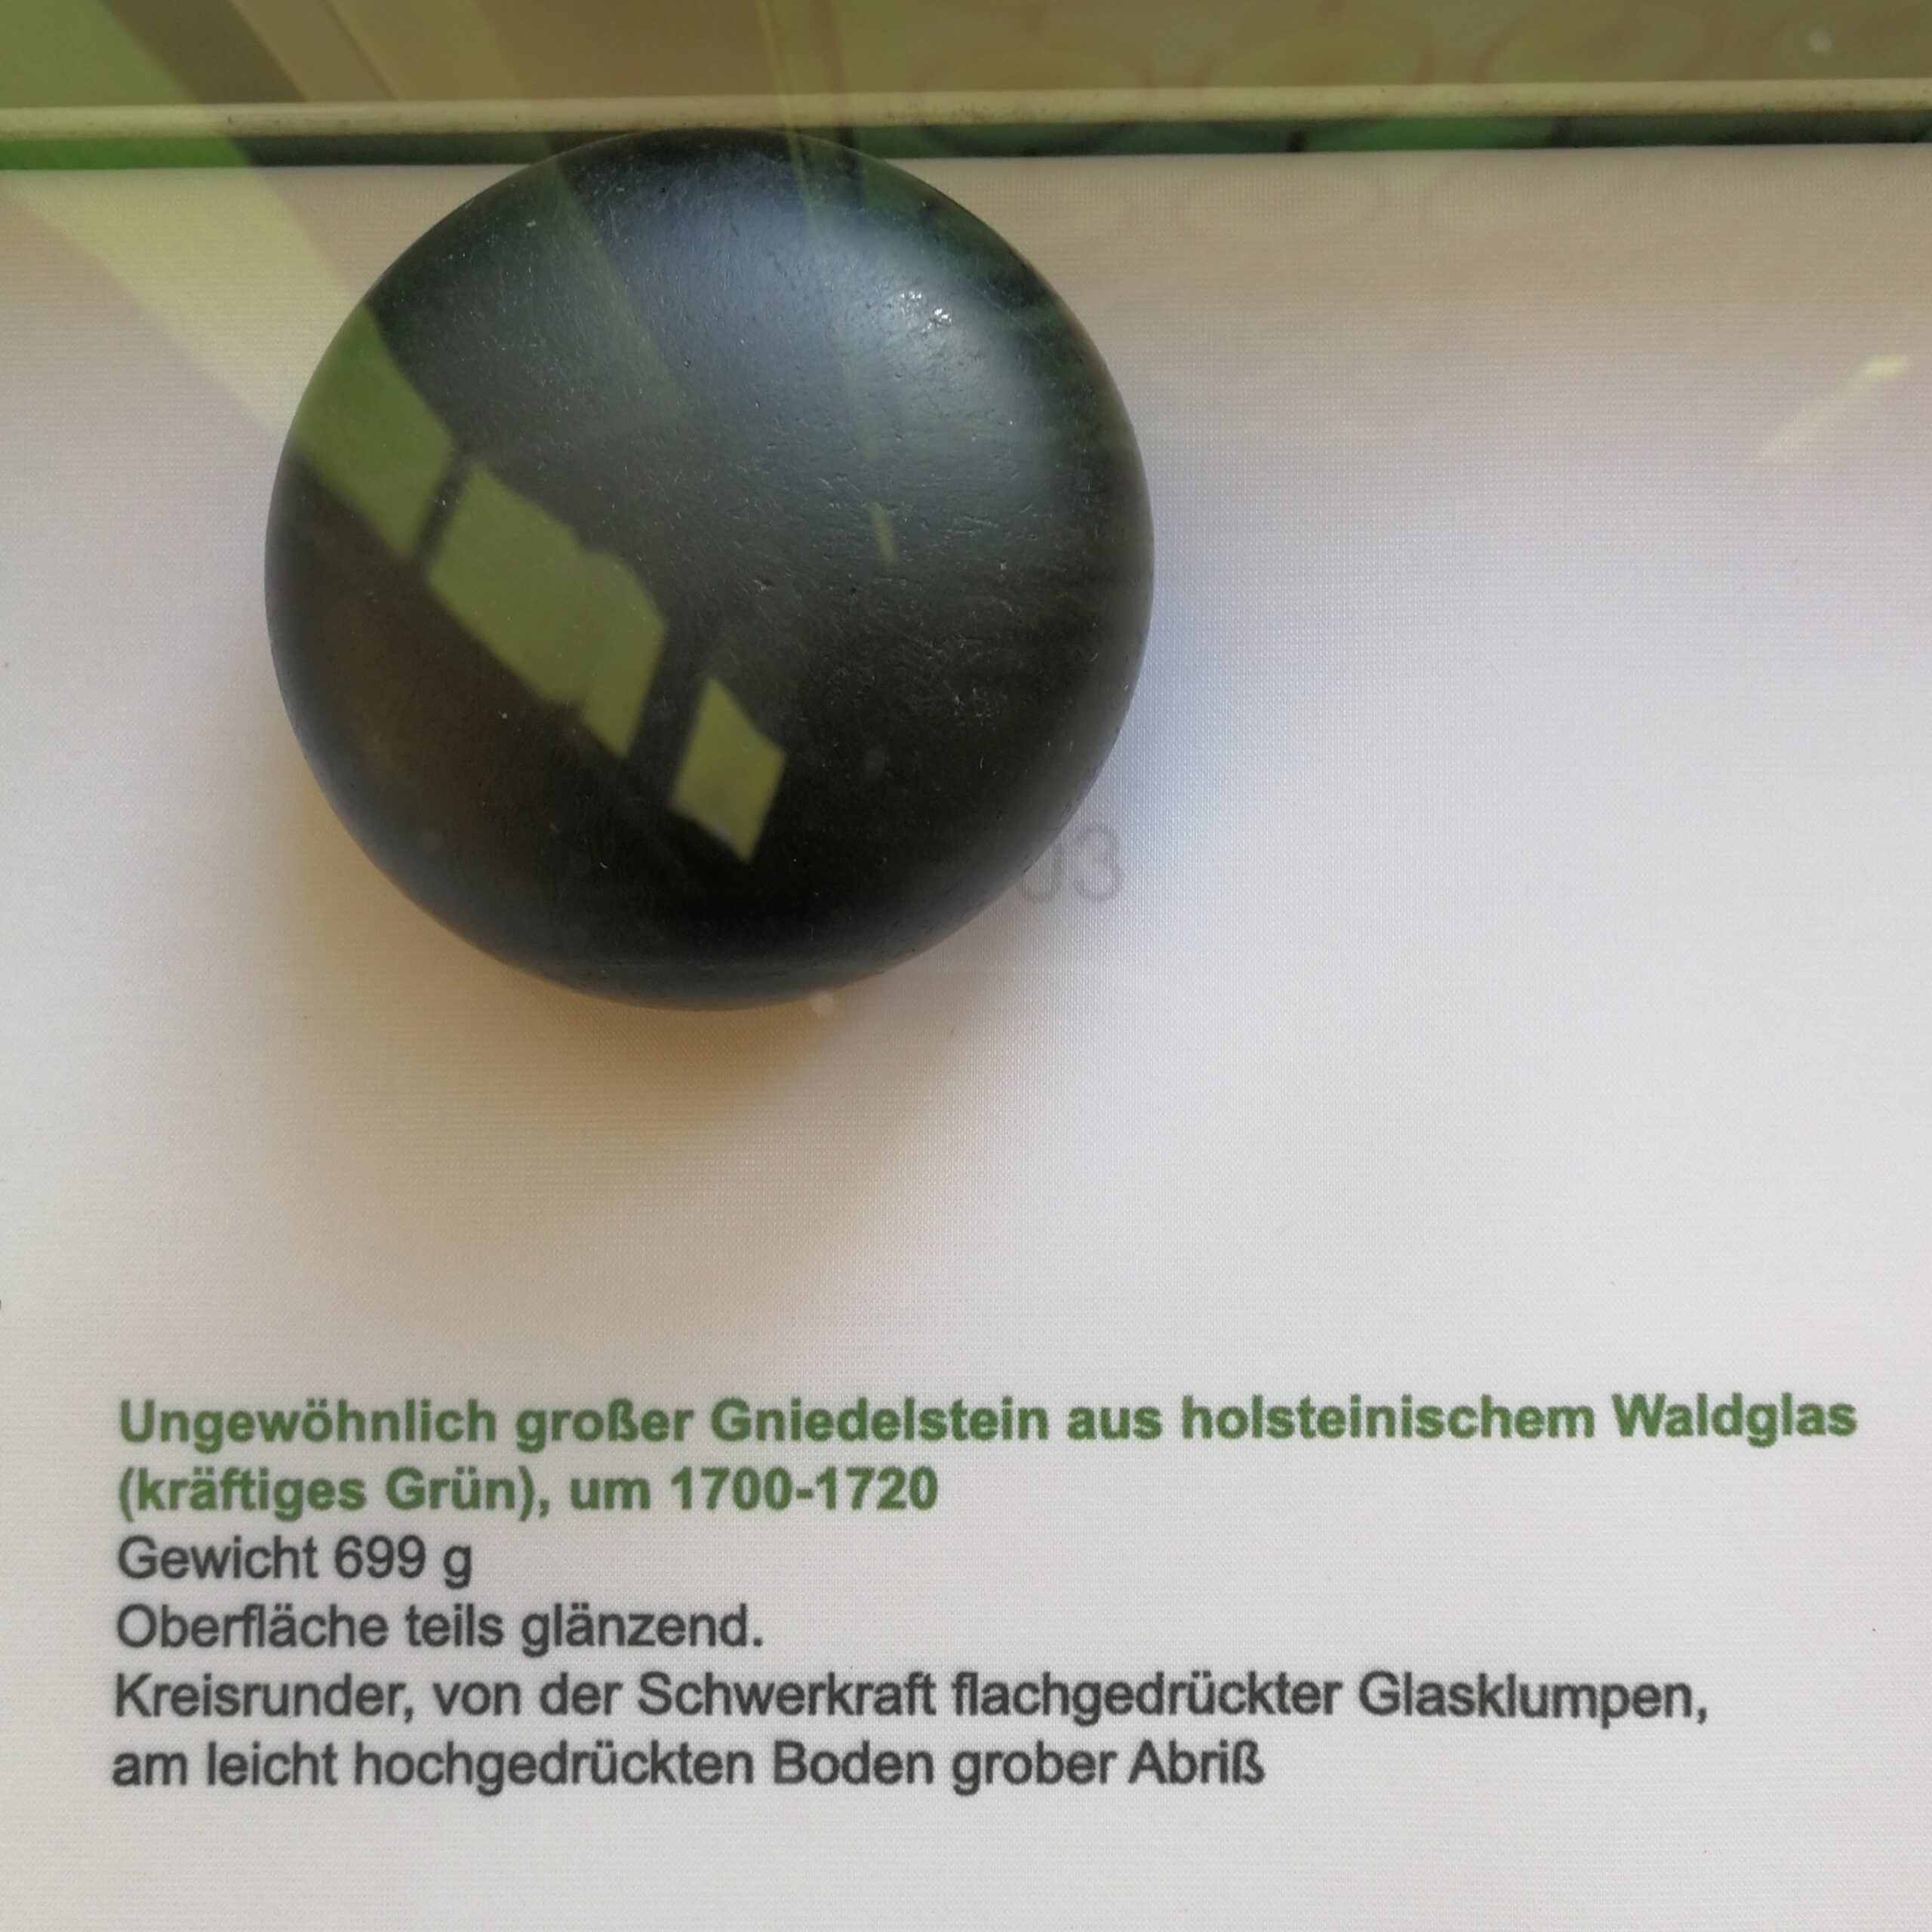 Ungewöhnlich großer Gniedelstein aus holsteinischem Waldglas
(kräftiges Grün), um 1700-1720
Gewicht 699 g
Oberfläche teils glänzend.
Kreisrunder, von der Schwerkraft flachgedrückter Glasklumpen,
am leicht hochgedrückten Boden grober Abriß